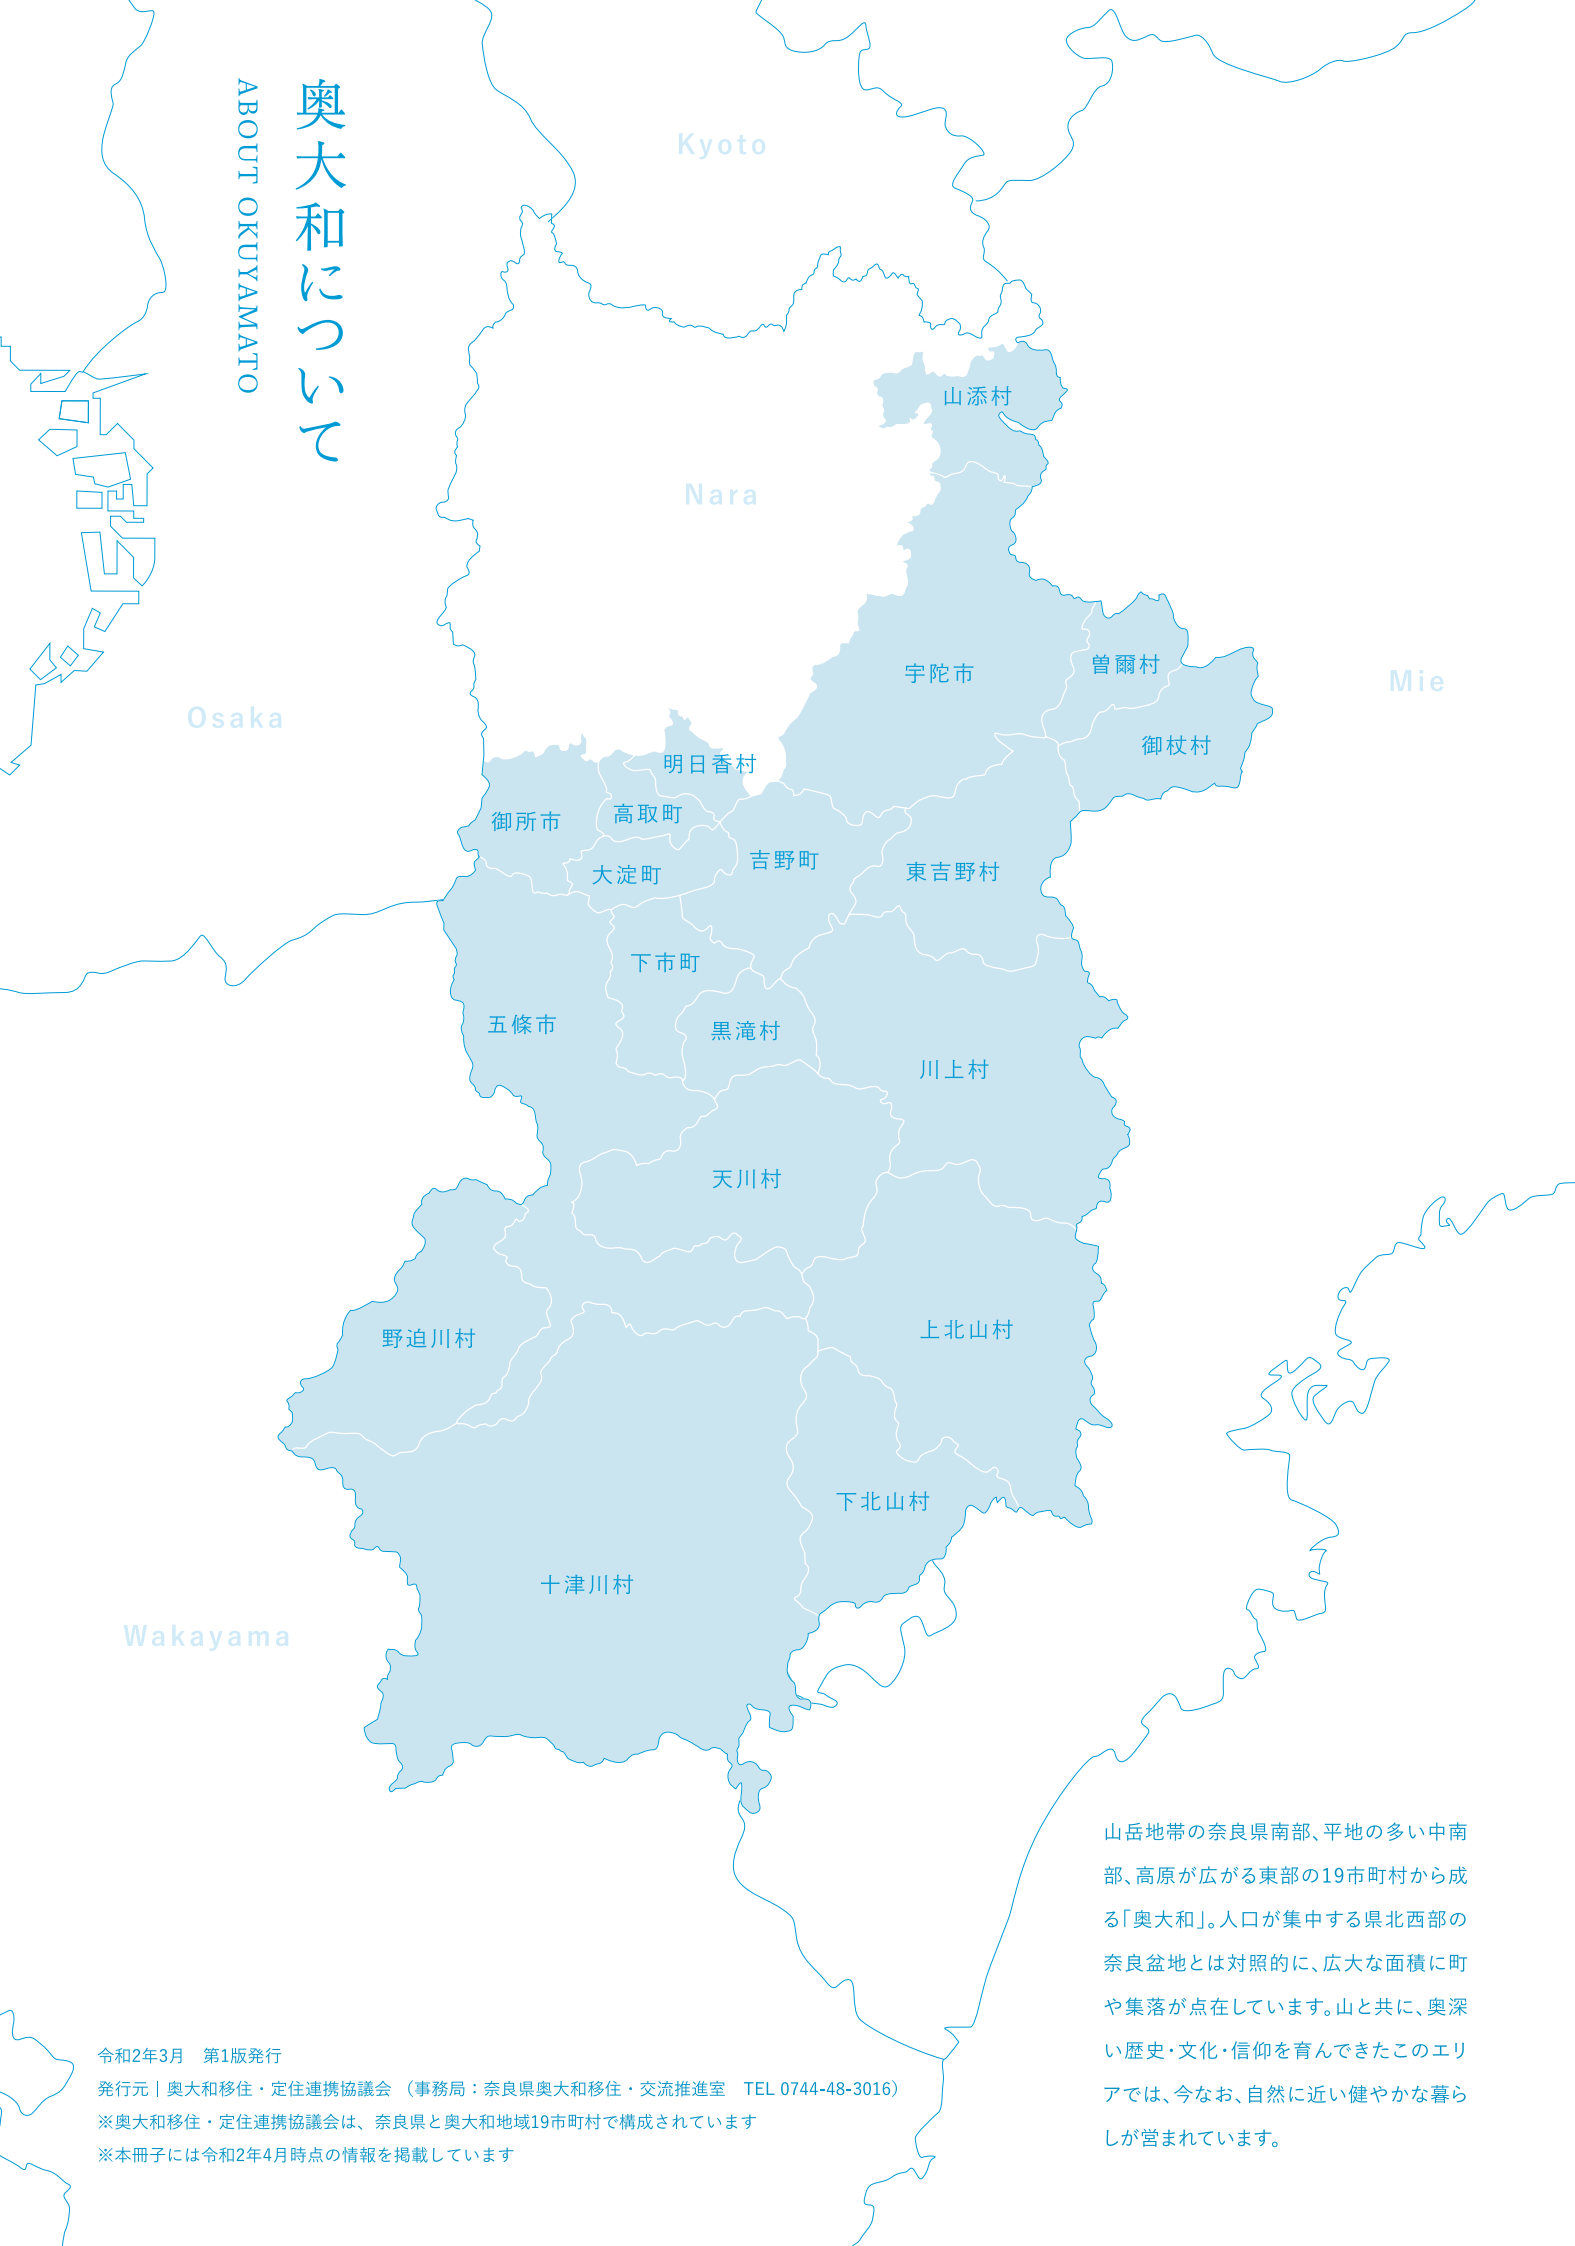 奥大和について
ABOUT OKUYAMATO
Kyoto
Nara
Osaka
Mie
Wakayama
山添村
宇陀市
曽爾村
御杖村
明日香村
高取町
御所市
大淀町
吉野町
東吉野村
下市町
五條市
黒滝村
川上村
天川村
野迫川村
上北山村
下北山村
十津川村
山岳地帯の奈良県南部、平地の多い中南
部、高原が広がる東部の19市町村から成
る「奥大和」。人口が集中する県北西部の
奈良盆地とは対照的に、広大な面積に町
や集落が点在しています。山と共に、奥深
い歴史・文化・信仰を育んできたこのエリ
アでは、今なお、自然に近い健やかな暮ら
しが営まれています。
令和2年3月　第1版発行
発行元｜奥大和移住・定住連携協議会 （事務局：奈良県奥大和移住・交流推進室　TEL 0744-48-3016）
※奥大和移住・定住連携協議会は、奈良県と奥大和地域19市町村で構成されています
※本冊子には令和2年4月時点の情報を掲載しています